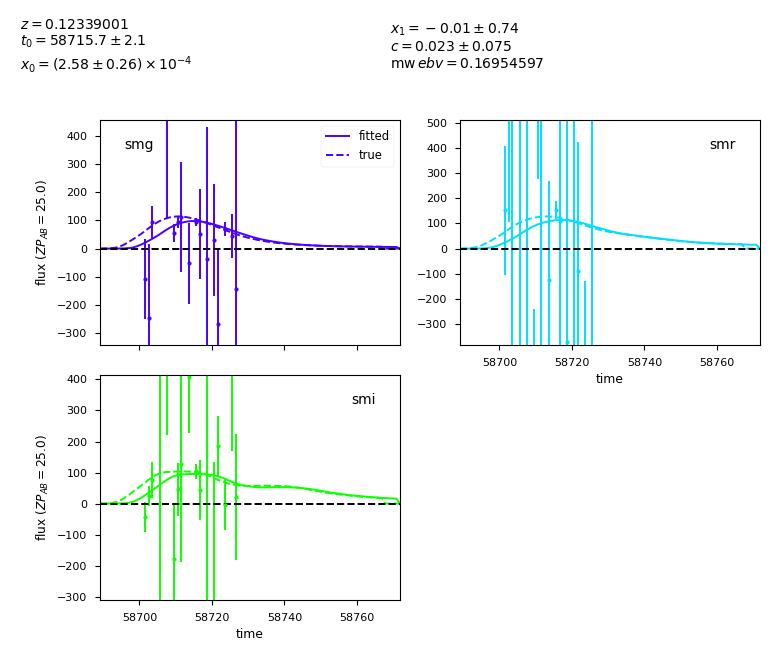 z = 0.12339001
t₀ = 58715.7 ± 2.1
x₀ = (2.58 ± 0.26) × 10⁻⁴
x₁ = −0.01 ± 0.74
c = 0.023 ± 0.075
mw ebv = 0.16954597
smg
fitted
true
400
300
200
100
0
−100
−200
−300
flux (ZP_AB = 25.0)
smr
500
400
300
200
100
0
−100
−200
−300
58700
58720
58740
58760
time
smi
400
300
200
100
0
−100
−200
−300
flux (ZP_AB = 25.0)
58700
58720
58740
58760
time